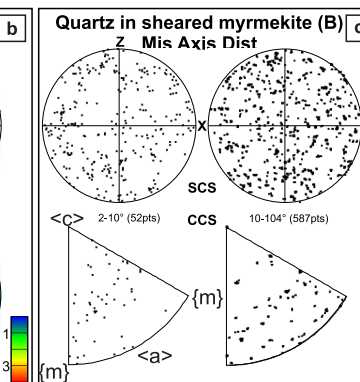 b
Quartz in sheared myrmekite (B)
Mis Axis Dist
c
Z
X
SCS
<c> 2-10° (52pts) CCS 10-104° (587pts)
{m}
<a>
{m}
1
3